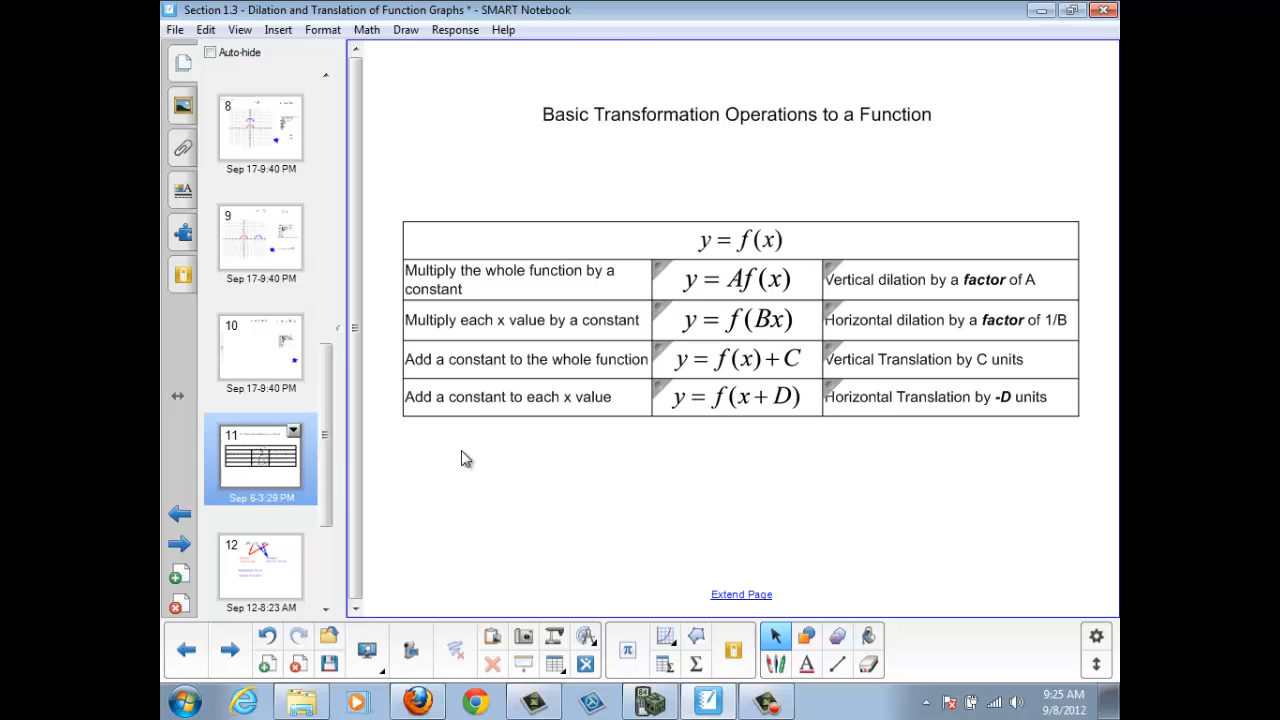 Section 1.3 - Dilation and Translation of Function Graphs * - SMART Notebook
File Edit View Insert Format Math Draw Response Help
Auto-hide
8
Sep 17-9:40 PM
9
Sep 17-9:40 PM
10
Sep 17-9:40 PM
11
Sep 6-3:29 PM
12
Sep 12-8:23 AM
Basic Transformation Operations to a Function
y = f(x)
Multiply the whole function by a
constant
y = Af(x)
Vertical dilation by a factor of A
Multiply each x value by a constant
y = f(Bx)
Horizontal dilation by a factor of 1/B
Add a constant to the whole function
y = f(x)+C
Vertical Translation by C units
Add a constant to each x value
y = f(x+D)
Horizontal Translation by -D units
Extend Page
9:25 AM
9/8/2012